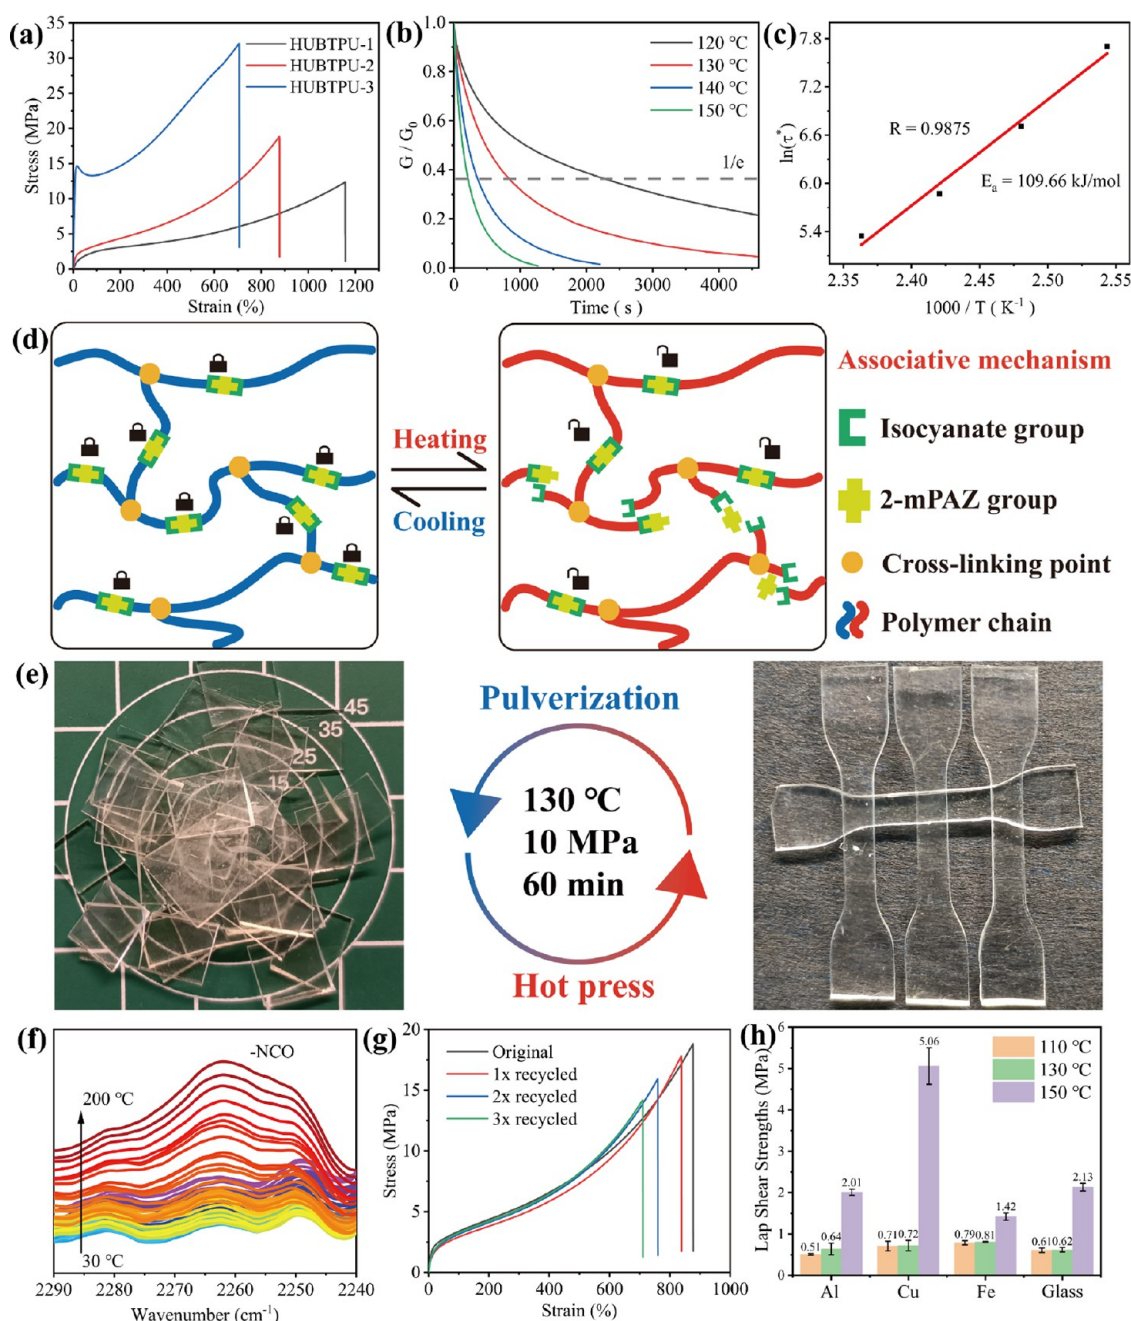 (a)
35
30
25
20
15
10
5
0
Stress (MPa)
HUBTPU-1
HUBTPU-2
HUBTPU-3
0 200 400 600 800 1000 1200
Strain (%)
(b)
1.0
0.8
0.6
0.4
0.2
0.0
G / G0
120 °C
130 °C
140 °C
150 °C
1/e
0 1000 2000 3000 4000
Time ( s )
(c)
7.8
7.2
6.6
6.0
5.4
ln(τ*)
R = 0.9875
Ea = 109.66 kJ/mol
2.35 2.40 2.45 2.50 2.55
1000 / T ( K-1 )
(d)
Heating
Cooling
Associative mechanism
Isocyanate group
2-mPAZ group
Cross-linking point
Polymer chain
(e)
45
35
25
15
Pulverization
130 °C
10 MPa
60 min
Hot press
(f)
-NCO
200 °C
30 °C
2290 2280 2270 2260 2250 2240
Wavenumber (cm-1)
(g)
20
15
10
5
0
Stress (MPa)
Original
1x recycled
2x recycled
3x recycled
0 200 400 600 800 1000
Strain (%)
(h)
6
5
4
3
2
1
0
Lap Shear Strengths (MPa)
110 °C
130 °C
150 °C
0.51 0.64 2.01
0.71 0.72 5.06
0.79 0.81 1.42
0.61 0.62 2.13
Al Cu Fe Glass